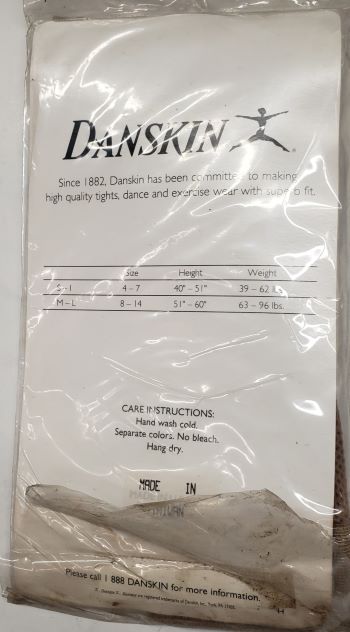 DANSKIN
Since 1882, Danskin has been committed to making
high quality tights, dance and exercise wear with superb fit.
Size Height Weight
4 – 7 40" – 51" 39 – 62
M – L 8 – 14 51" – 60" 63 – 96 lbs.
CARE INSTRUCTIONS:
Hand wash cold.
Separate colors. No bleach.
Hang dry.
MADE IN
TAIWAN
Please call 1 888 DANSKIN for more information.